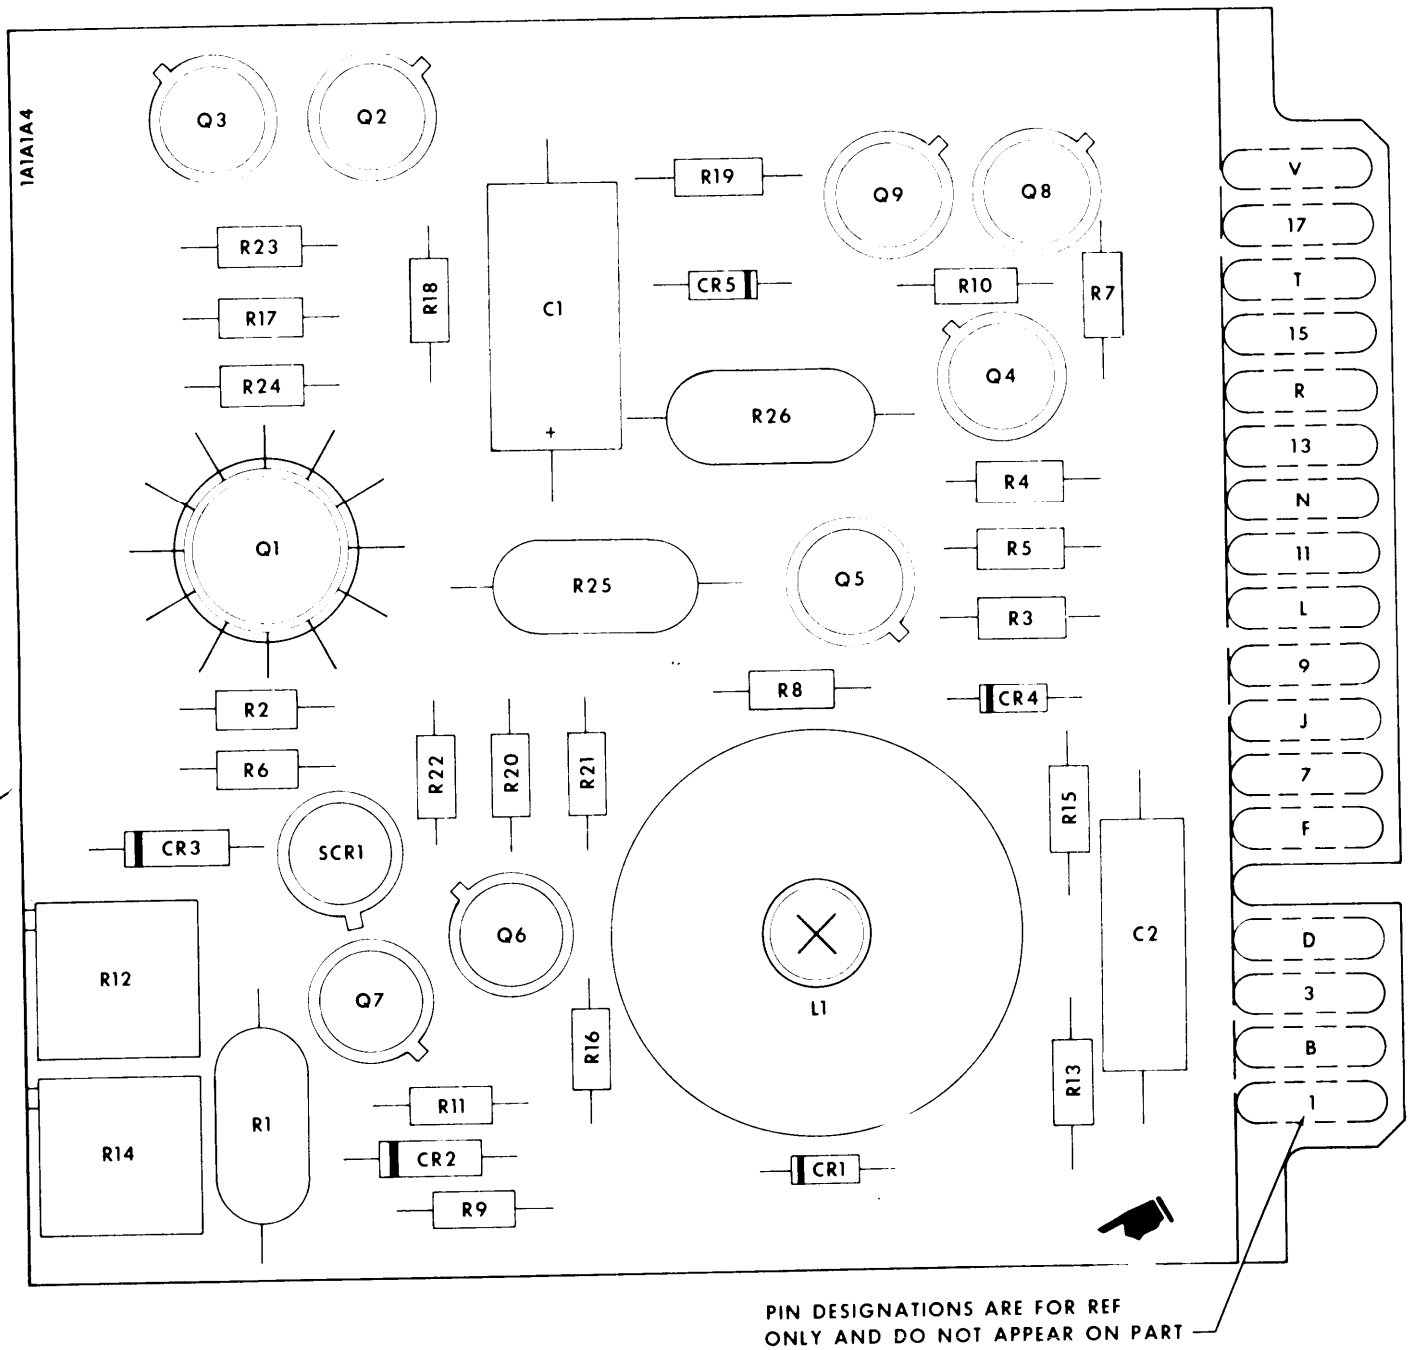 1A1A1A4
Q3
Q2
R19
Q9
Q8
V
17
R23
R18
C1
CR5
R10
R7
T
R17
15
R24
R26
Q4
R
13
R4
N
Q1
R25
Q5
R5
11
R3
L
9
R2
R8
CR4
J
R6
R22
R20
R21
R15
7
CR3
SCR1
F
Q6
C2
D
R12
Q7
L1
3
R16
R13
B
R11
1
R14
R1
CR2
CR1
R9
+
PIN DESIGNATIONS ARE FOR REF
ONLY AND DO NOT APPEAR ON PART